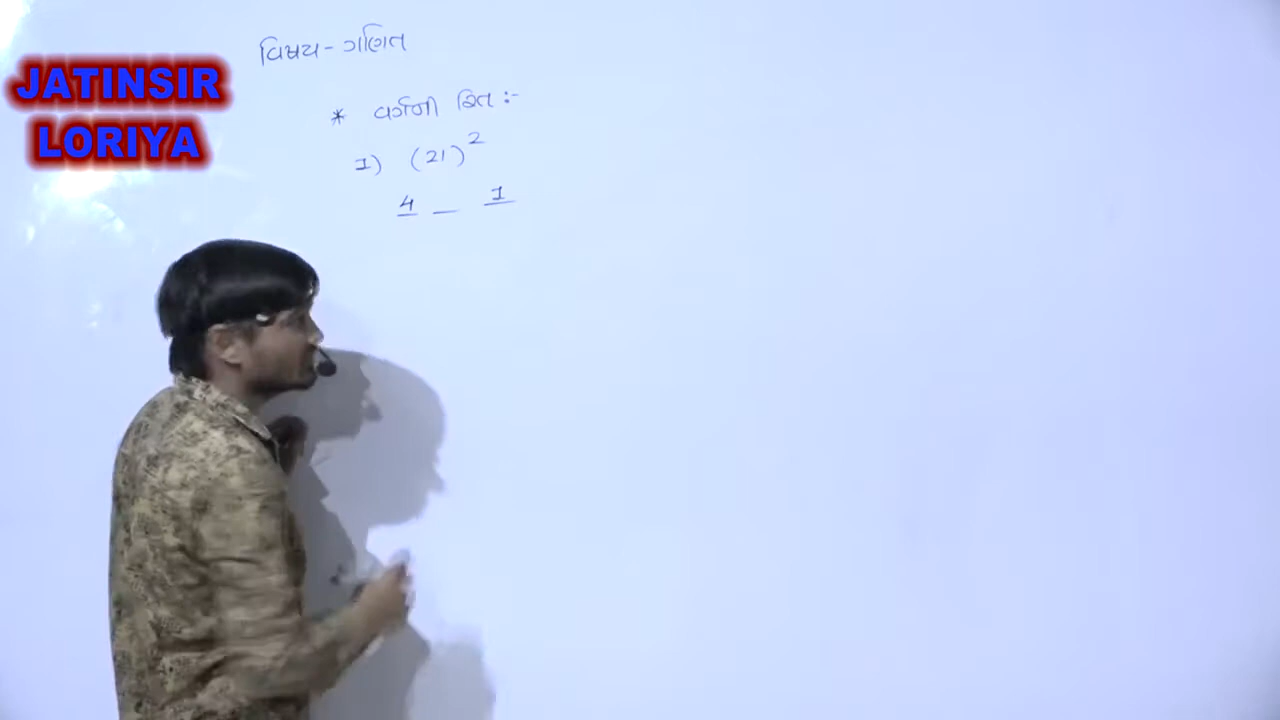 JATINSIR
LORIYA
વિષય - ગણિત
* વર્ગની રિત :-
1) (21)²
4 _ 1